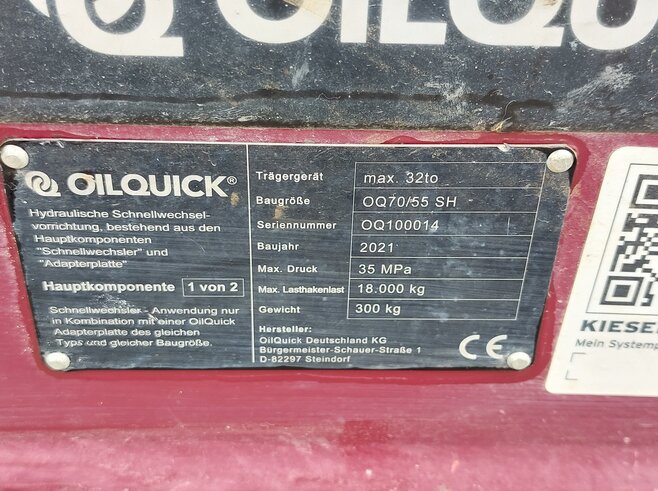 OILQU
OILQUICK®
Hydraulische Schnellwechsel-
vorrichtung, bestehend aus den
Hauptkomponenten
"Schnellwechsler" und
"Adapterplatte"
Hauptkomponente 1 von 2
Schnellwechsler - Anwendung nur
in Kombination mit einer OilQuick
Adapterplatte des gleichen
Typs und gleicher Baugröße.
Trägergerät max. 32to
Baugröße OQ70/55 SH
Seriennummer OQ100014
Baujahr 2021
Max. Druck 35 MPa
Max. Lasthakenlast 18.000 kg
Gewicht 300 kg
Hersteller:
OilQuick Deutschland KG
Bürgermeister-Schauer-Straße 1
D-82297 Steindorf
CE
KIESE
Mein Systemp